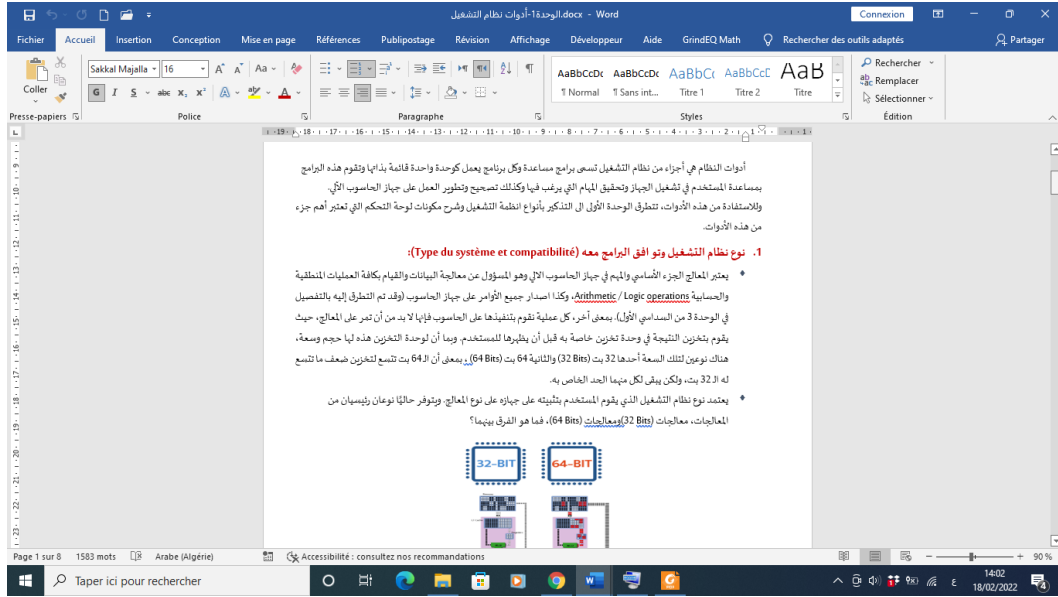 الوحدة1-أدوات نظام التشغيل.docx - Word
Connexion
Fichier Accueil Insertion Conception Mise en page Références Publipostage Révision Affichage Développeur Aide GrindEQ Math Rechercher des outils adaptés Partager
Coller
Sakkal Majalla 16
G I S abc x₂ x²
AaBbCcDc AaBbCcDc AaBbCc AaBbCcE AaB
¶ Normal ¶ Sans int... Titre 1 Titre 2 Titre
Rechercher
Remplacer
Sélectionner
Presse-papiers Police Paragraphe Styles Édition
أدوات النظام هي أجزاء من نظام التشغيل تسمى برامج مساعدة وكل برنامج يعمل كوحدة واحدة قائمة بذاتها وتقوم هذه البرامج
بمساعدة المستخدم في تشغيل الجهاز وتحقيق المهام التي يرغب فيها وكذلك تصحيح وتطوير العمل على جهاز الحاسوب الآلي.
وللاستفادة من هذه الأدوات، تتطرق الوحدة الأولى الى التذكير بأنواع انظمة التشغيل وشرح مكونات لوحة التحكم التي تعتبر أهم جزء
من هذه الأدوات.
1. نوع نظام التشغيل وتوافق البرامج معه (Type du système et compatibilité):
يعتبر المعالج الجزء الأساسي والمهم في جهاز الحاسوب الالي وهو المسؤول عن معالجة البيانات والقيام بكافة العمليات المنطقية
والحسابية Arithmetic / Logic operations، وكذا اصدار جميع الأوامر على جهاز الحاسوب (وقد تم التطرق إليه بالتفصيل
في الوحدة 3 من السداسي الأول). بمعنى أخر، كل عملية نقوم بتنفيذها على الحاسوب فإنها لا بد من أن تمر على المعالج، حيث
يقوم بتخزين النتيجة في وحدة تخزين خاصة به قبل أن يظهرها للمستخدم. وبما أن لوحدة التخزين هذه لها حجم وسعة،
هناك نوعين لتلك السعة أحدها 32 بت (32 Bits) والثانية 64 بت (64 Bits)، بمعنى أن الـ 64 بت تتسع لتخزين ضعف ما تتسع
له الـ 32 بت، ولكن يبقى لكل منهما الحد الخاص به.
يعتمد نوع نظام التشغيل الذي يقوم المستخدم بتثبيته على جهازه على نوع المعالج. ويتوفر حاليًا نوعان رئيسيان من
المعالجات، معالجات (32 Bits)ومعالجات (64 Bits)، فما هو الفرق بينهما؟
32-BIT 64-BIT
Page 1 sur 8 1583 mots Arabe (Algérie) Accessibilité : consultez nos recommandations 90 %
Taper ici pour rechercher
ع
14:02
18/02/2022